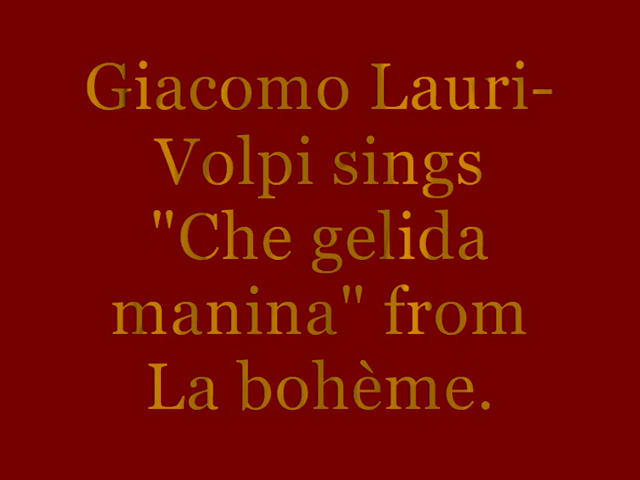 Giacomo Lauri-
Volpi sings
"Che gelida
manina" from
La bohème.